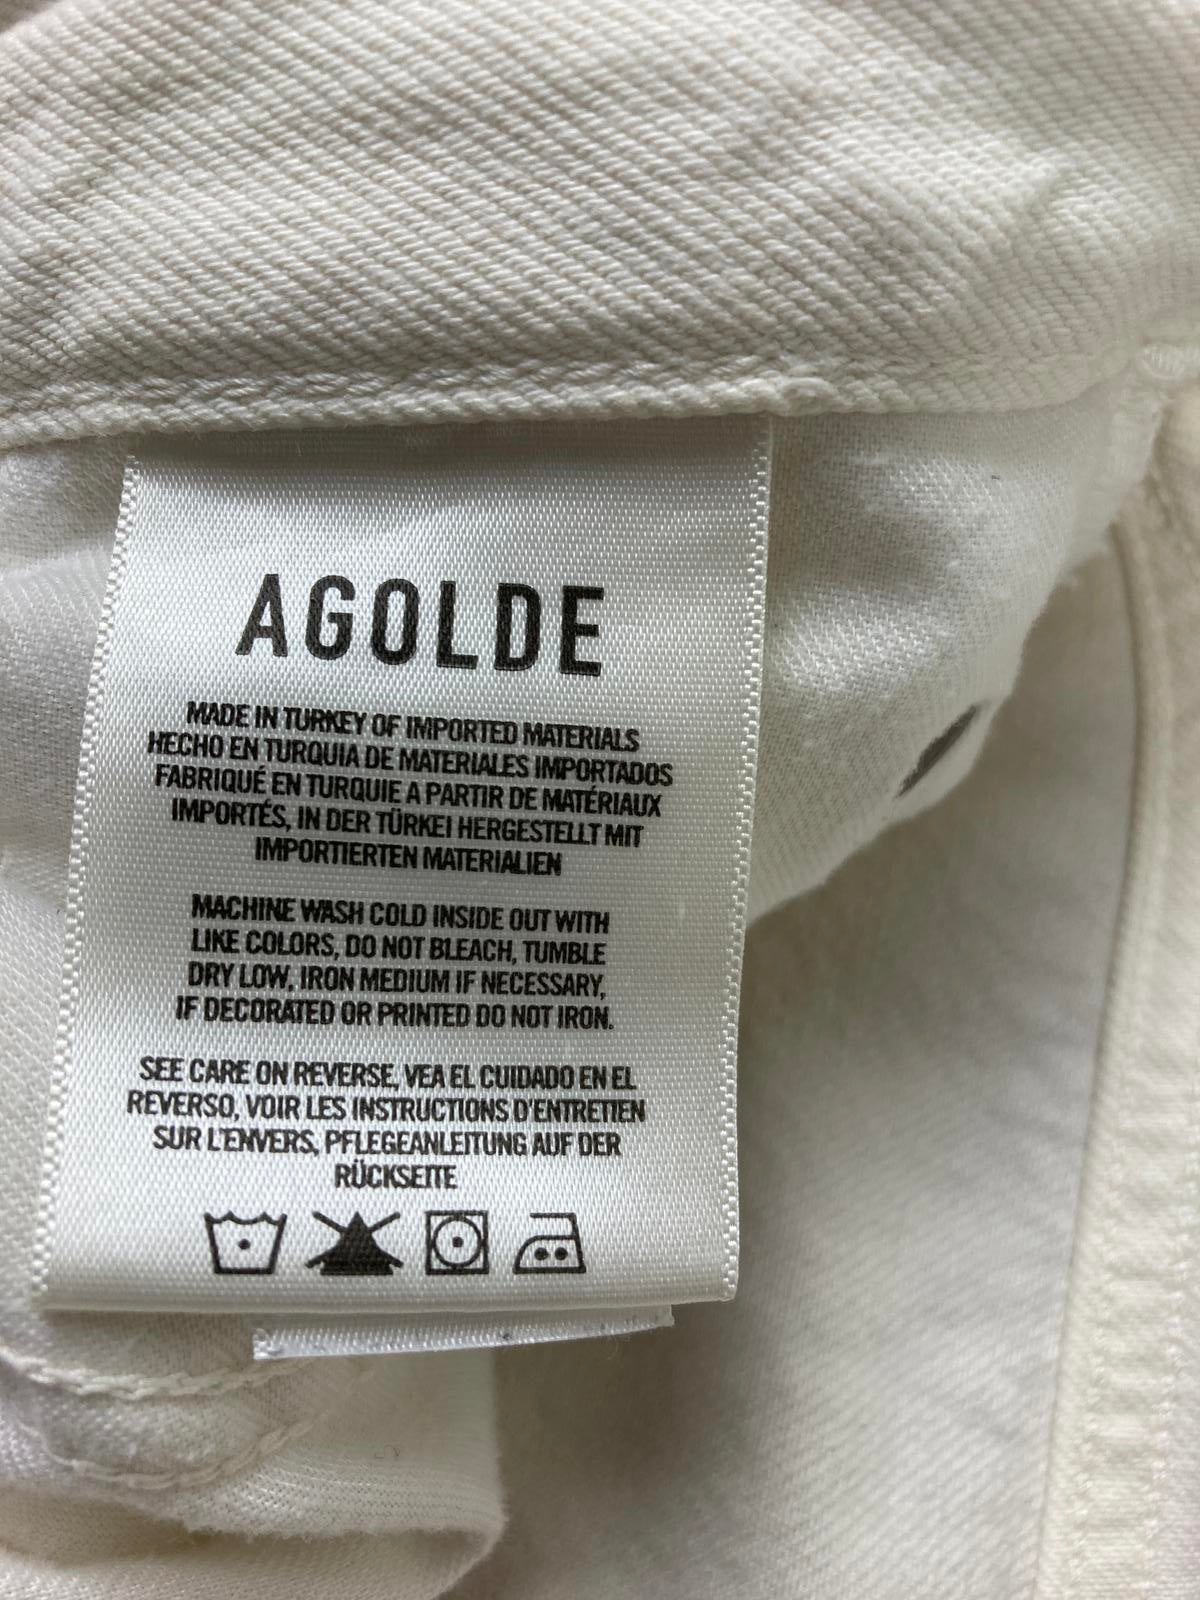 AGOLDE
MADE IN TURKEY OF IMPORTED MATERIALS
HECHO EN TURQUIA DE MATERIALES IMPORTADOS
FABRIQUÉ EN TURQUIE A PARTIR DE MATÉRIAUX
IMPORTÉS, IN DER TÜRKEI HERGESTELLT MIT
IMPORTIERTEN MATERIALIEN
MACHINE WASH COLD INSIDE OUT WITH
LIKE COLORS, DO NOT BLEACH, TUMBLE
DRY LOW, IRON MEDIUM IF NECESSARY,
IF DECORATED OR PRINTED DO NOT IRON.
SEE CARE ON REVERSE, VEA EL CUIDADO EN EL
REVERSO, VOIR LES INSTRUCTIONS D'ENTRETIEN
SUR L'ENVERS, PFLEGEANLEITUNG AUF DER
RÜCKSEITE